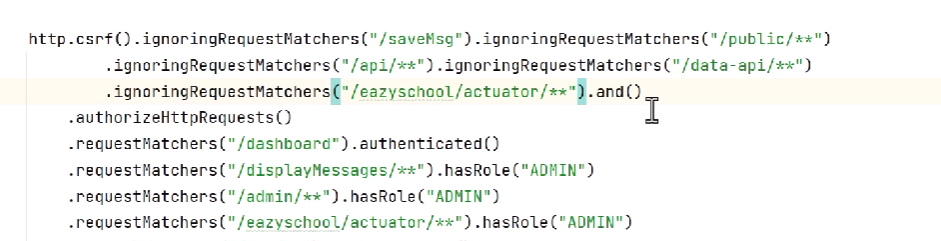 http.csrf().ignoringRequestMatchers("/saveMsg").ignoringRequestMatchers("/public/**")
.ignoringRequestMatchers("/api/**").ignoringRequestMatchers("/data-api/**")
.ignoringRequestMatchers("/eazyschool/actuator/**").and()
.authorizeHttpRequests()
.requestMatchers("/dashboard").authenticated()
.requestMatchers("/displayMessages/**").hasRole("ADMIN")
.requestMatchers("/admin/**").hasRole("ADMIN")
.requestMatchers("/eazyschool/actuator/**").hasRole("ADMIN")